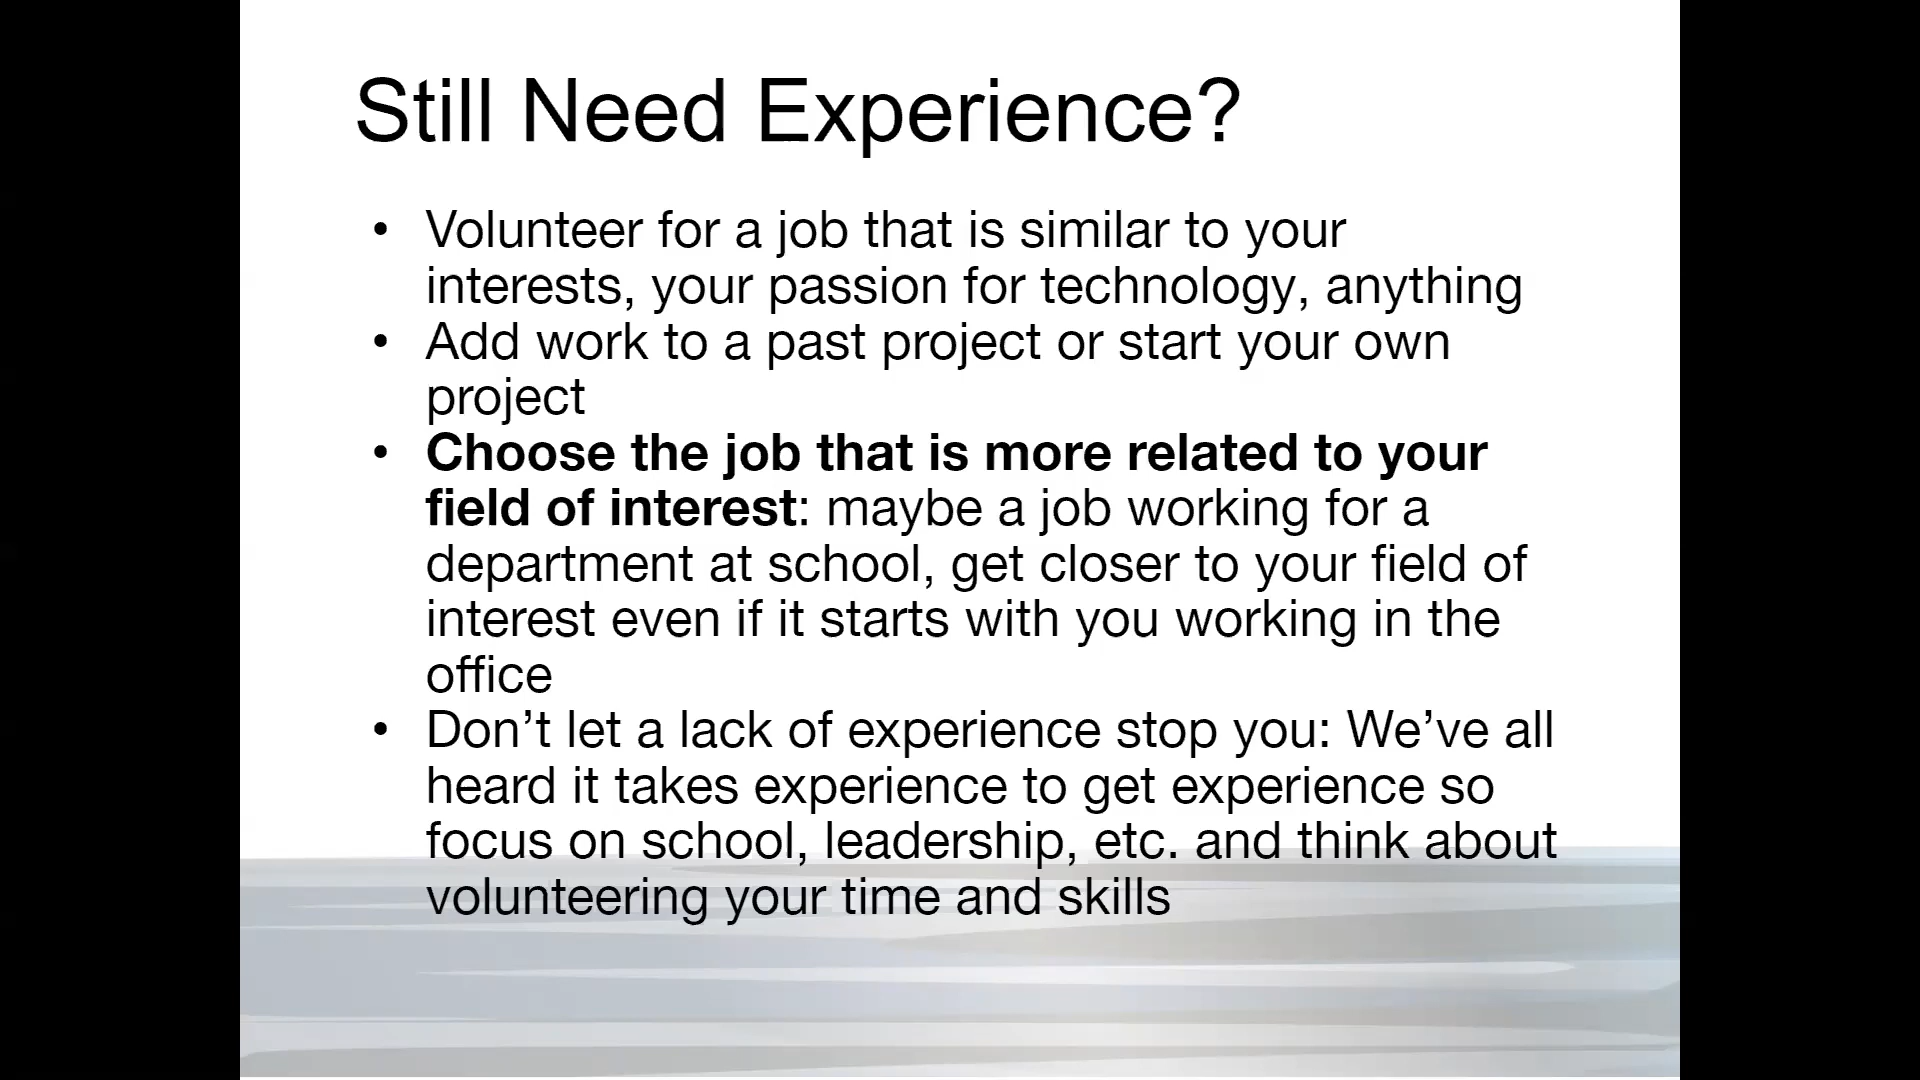 Still Need Experience?
• Volunteer for a job that is similar to your
interests, your passion for technology, anything
• Add work to a past project or start your own
project
• Choose the job that is more related to your
field of interest: maybe a job working for a
department at school, get closer to your field of
interest even if it starts with you working in the
office
• Don’t let a lack of experience stop you: We’ve all
heard it takes experience to get experience so
focus on school, leadership, etc. and think about
volunteering your time and skills